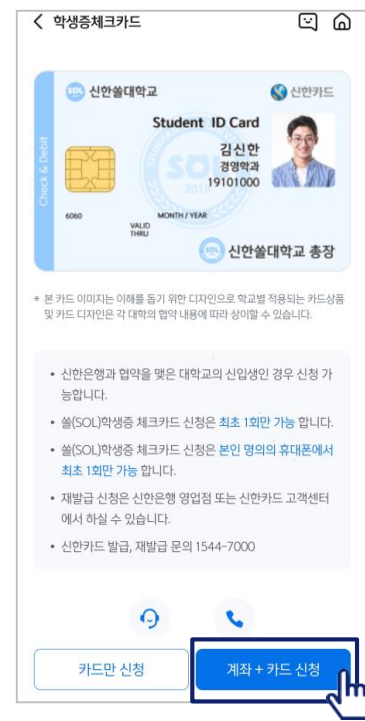 학생증체크카드
SOL 신한쏠대학교
신한카드
Student ID Card
김신한
경영학과
19101000
Check & Debit
6060
MONTH / YEAR
VALID
THRU
신한쏠대학교 총장
* 본 카드 이미지는 이해를 돕기 위한 디자인으로 학교별 적용되는 카드상품
및 카드 디자인은 각 대학의 협약 내용에 따라 상이할 수 있습니다.
• 신한은행과 협약을 맺은 대학교의 신입생인 경우 신청 가
능합니다.
• 쏠(SOL)학생증 체크카드 신청은 최초 1회만 가능 합니다.
• 쏠(SOL)학생증 체크카드 신청은 본인 명의의 휴대폰에서
최초 1회만 가능 합니다.
• 재발급 신청은 신한은행 영업점 또는 신한카드 고객센터
에서 하실 수 있습니다.
• 신한카드 발급, 재발급 문의 1544-7000
카드만 신청
계좌 + 카드 신청